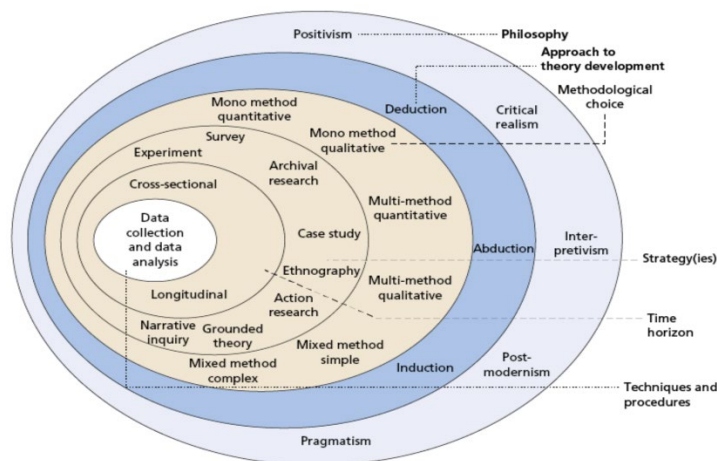 Positivism
Philosophy
Approach to
theory development
Methodological
choice
Mono method
quantitative
Deduction
Critical
realism
Survey
Mono method
qualitative
Experiment
Archival
research
Cross-sectional
Multi-method
quantitative
Data
collection
and data
analysis
Case study
Abduction
Inter-
pretivism
Strategy(ies)
Ethnography
Multi-method
qualitative
Longitudinal
Action
research
Time
horizon
Narrative
inquiry
Grounded
theory
Mixed method
simple
Mixed method
complex
Induction
Post-
modernism
Techniques and
procedures
Pragmatism